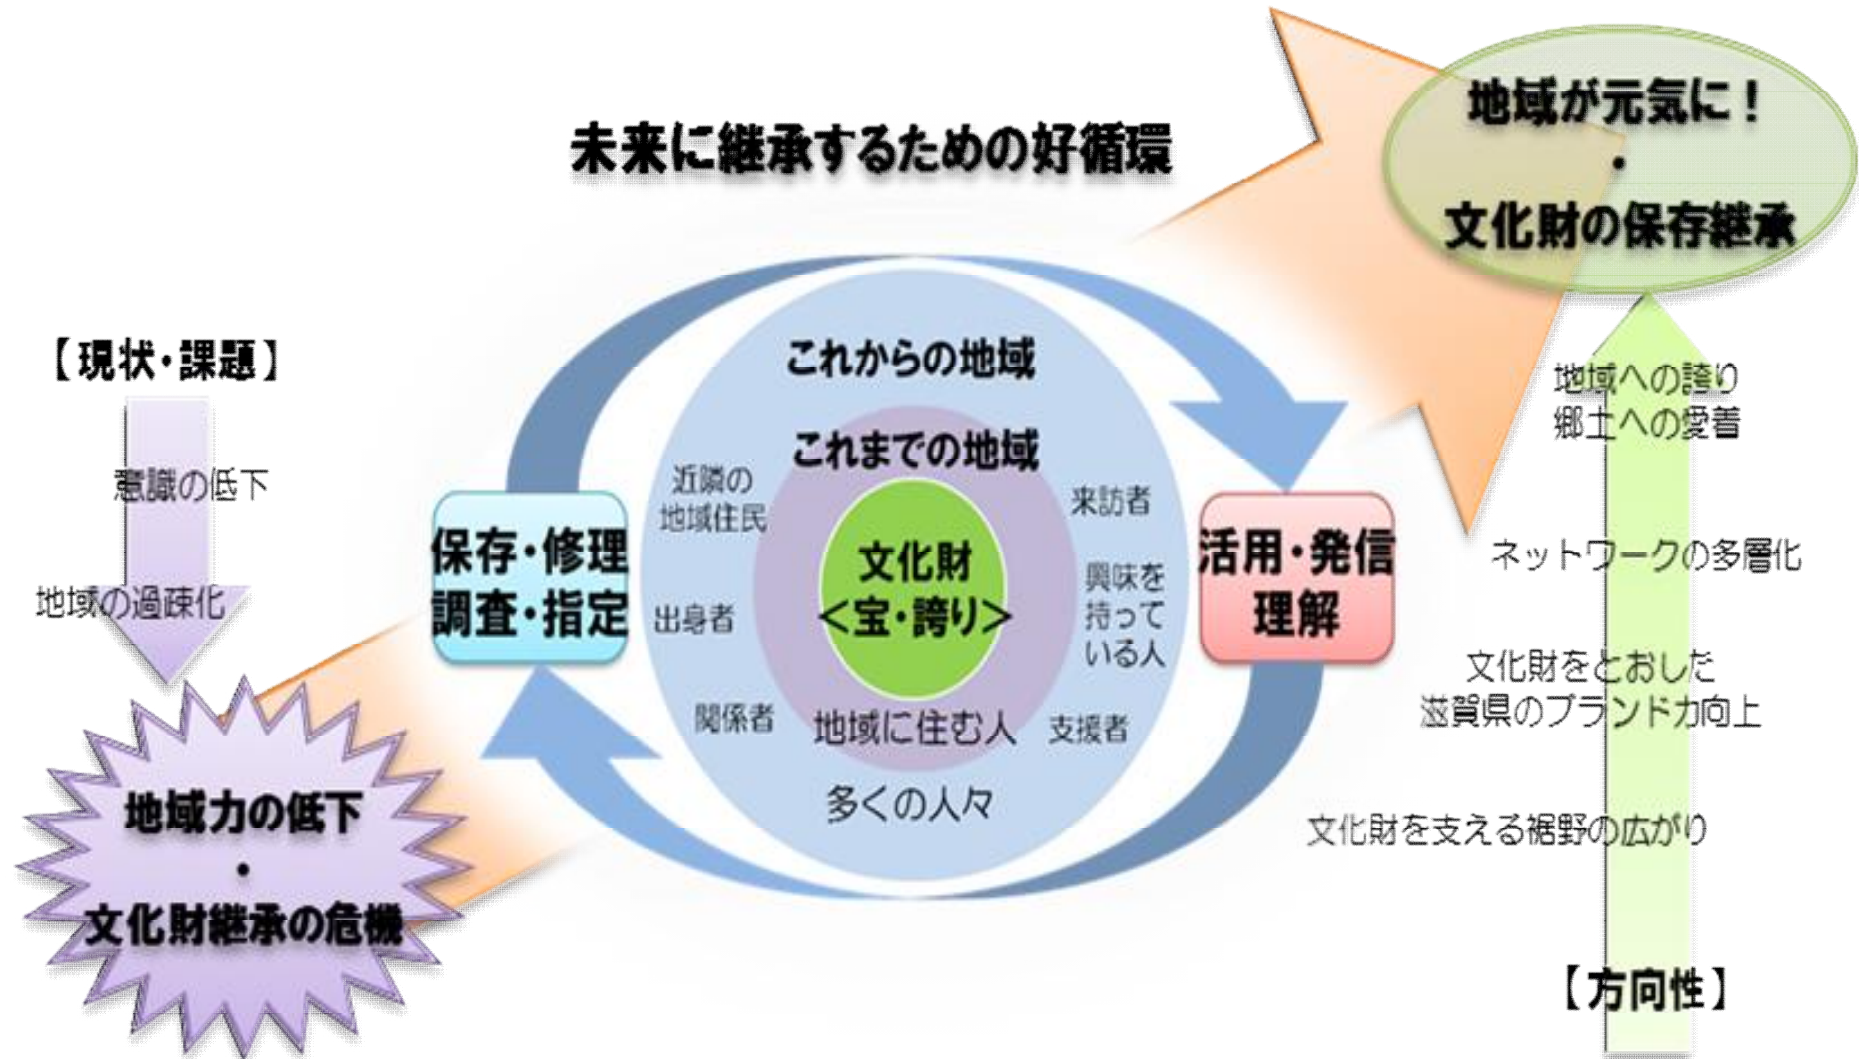 未来に継承するための好循環
地域が元気に！
・
文化財の保存継承
【現状・課題】
意識の低下
地域の過疎化
地域力の低下
・
文化財継承の危機
保存・修理
調査・指定
これからの地域
これまでの地域
近隣の
地域住民
出身者
関係者
文化財
＜宝・誇り＞
地域に住む人
多くの人々
来訪者
興味を
持って
いる人
支援者
活用・発信
理解
地域への誇り
郷土への愛着
ネットワークの多層化
文化財をとおした
滋賀県のブランド力向上
文化財を支える裾野の広がり
【方向性】